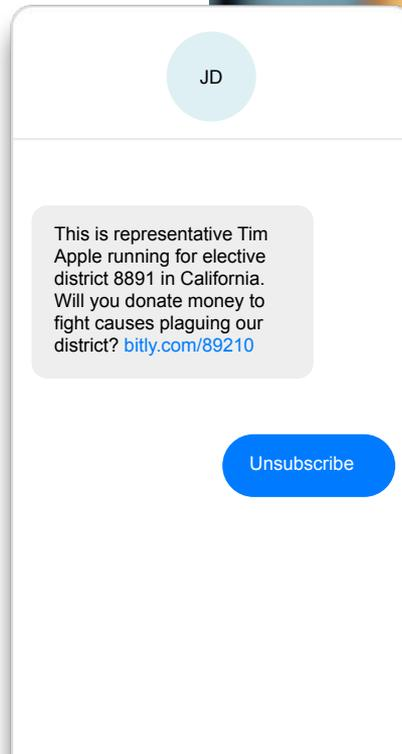 JD
This is representative Tim
Apple running for elective
district 8891 in California.
Will you donate money to
fight causes plaguing our
district? bitly.com/89210
Unsubscribe